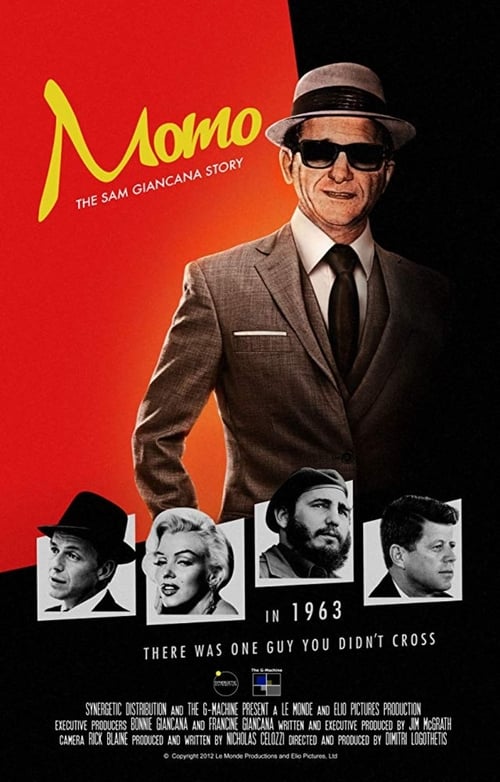 Momo
THE SAM GIANCANA STORY
IN 1963
THERE WAS ONE GUY YOU DIDN'T CROSS
SYNERGETIC
The G-Machine
SYNERGETIC DISTRIBUTION AND THE G-MACHINE PRESENT A LE MONDE AND ELIO PICTURES PRODUCTION
EXECUTIVE PRODUCERS BONNIE GIANCANA AND FRANCINE GIANCANA WRITTEN AND EXECUTIVE PRODUCED BY JIM McGRATH
CAMERA RICK BLAINE PRODUCED AND WRITTEN BY NICHOLAS CELOZZI DIRECTED AND PRODUCED BY DIMITRI LOGOTHETIS
© Copyright 2012 Le Monde Productions and Elio Pictures, Ltd